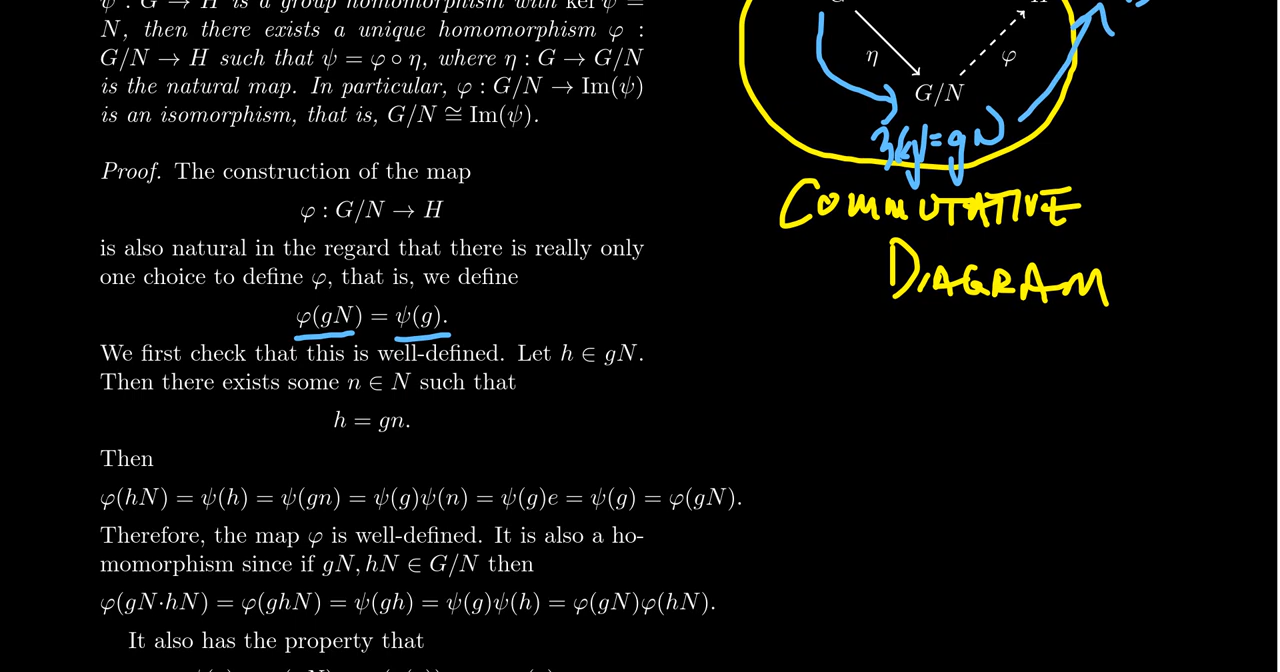 ψ : G → H is a group homomorphism with ker ψ =
N, then there exists a unique homomorphism φ :
G/N → H such that ψ = φ ∘ η, where η : G → G/N
is the natural map. In particular, φ : G/N → Im(ψ)
is an isomorphism, that is, G/N ≅ Im(ψ).
Proof. The construction of the map
φ : G/N → H
is also natural in the regard that there is really only
one choice to define φ, that is, we define
φ(gN) = ψ(g).
We first check that this is well-defined. Let h ∈ gN.
Then there exists some n ∈ N such that
h = gn.
Then
φ(hN) = ψ(h) = ψ(gn) = ψ(g)ψ(n) = ψ(g)e = ψ(g) = φ(gN).
Therefore, the map φ is well-defined. It is also a ho-
momorphism since if gN, hN ∈ G/N then
φ(gN·hN) = φ(ghN) = ψ(gh) = ψ(g)ψ(h) = φ(gN)φ(hN).
It also has the property that
η φ
G/N
=gN
COMMUTATIVE
DIAGRAM